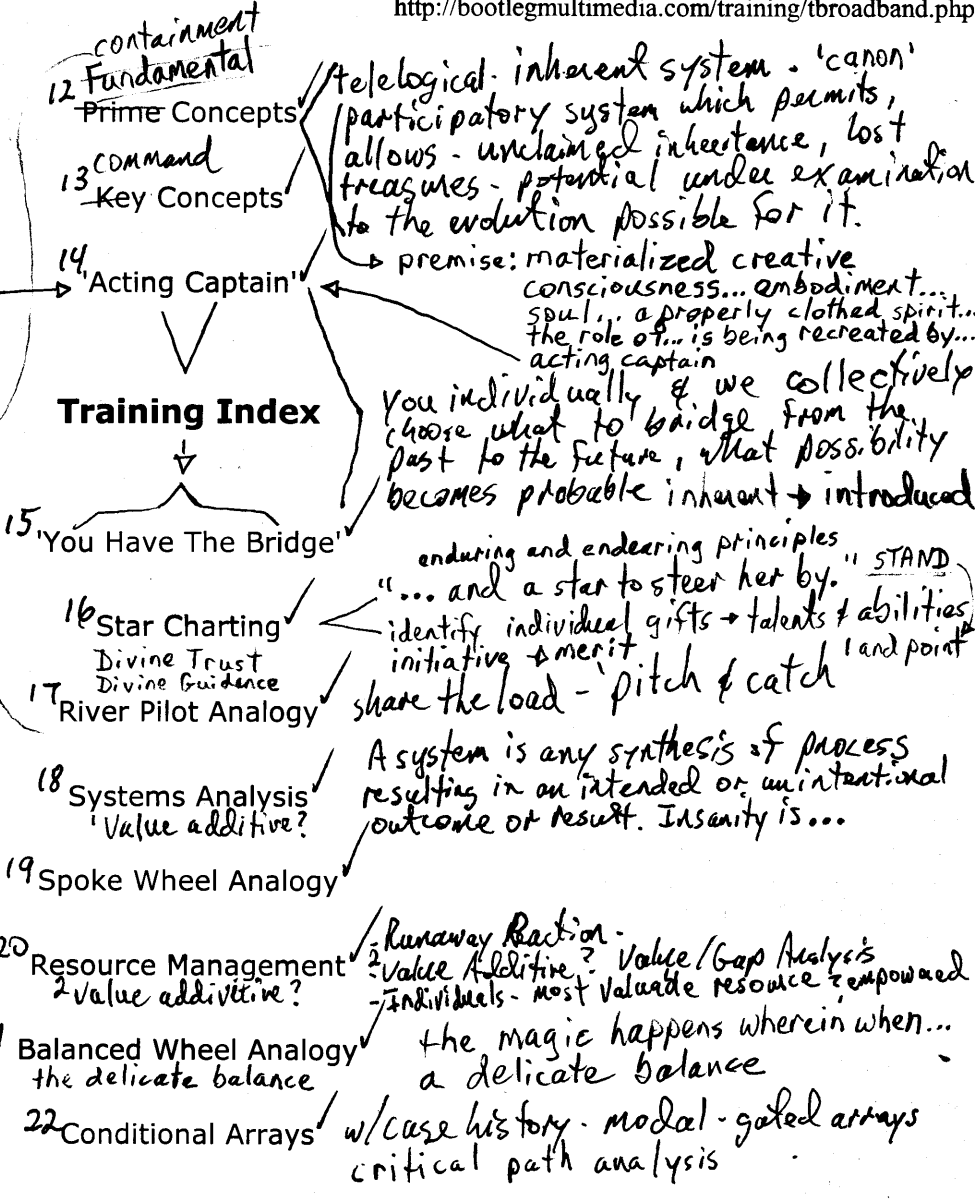 http://bootlegmultimedia.com/training/tbroadband.php
containment
12 Fundamental
Prime Concepts
telelogical - inherent system - 'canon'
participatory system which permits,
allows - unclaimed inheritance, lost
treasures - potential under examination
to the evolution possible for it.
13 command
Key Concepts
premise: materialized creative
consciousness... embodiment...
soul... a properly clothed spirit...
the role of... is being recreated by...
acting captain
14 'Acting Captain'
Training Index
You individually & we collectively
choose what to bridge from the
past to the future, what possibility
becomes probable inherent → introduced
15 'You Have The Bridge'
enduring and endearing principles
"... and a star to steer her by." STAND
identify individual gifts → talents & abilities
initiative → merit 1 and point
16 Star Charting
Divine Trust
Divine Guidence
17 River Pilot Analogy
share the load - 'pitch & catch
18 Systems Analysis
'Value additive?
A system is any synthesis of process
resulting in an intended or unintentional
outcome or result. Insanity is...
19 Spoke Wheel Analogy
20 Resource Management
2 value addivitive?
- Runaway Reaction -
2 Value Additive? Value/Gap Analysis
- Individuals - most valuade resource empowered
Balanced Wheel Analogy
the delicate balance
the magic happens wherein when...
a delicate balance
22 Conditional Arrays
w/case history - modal - gated arrays
critical path analysis